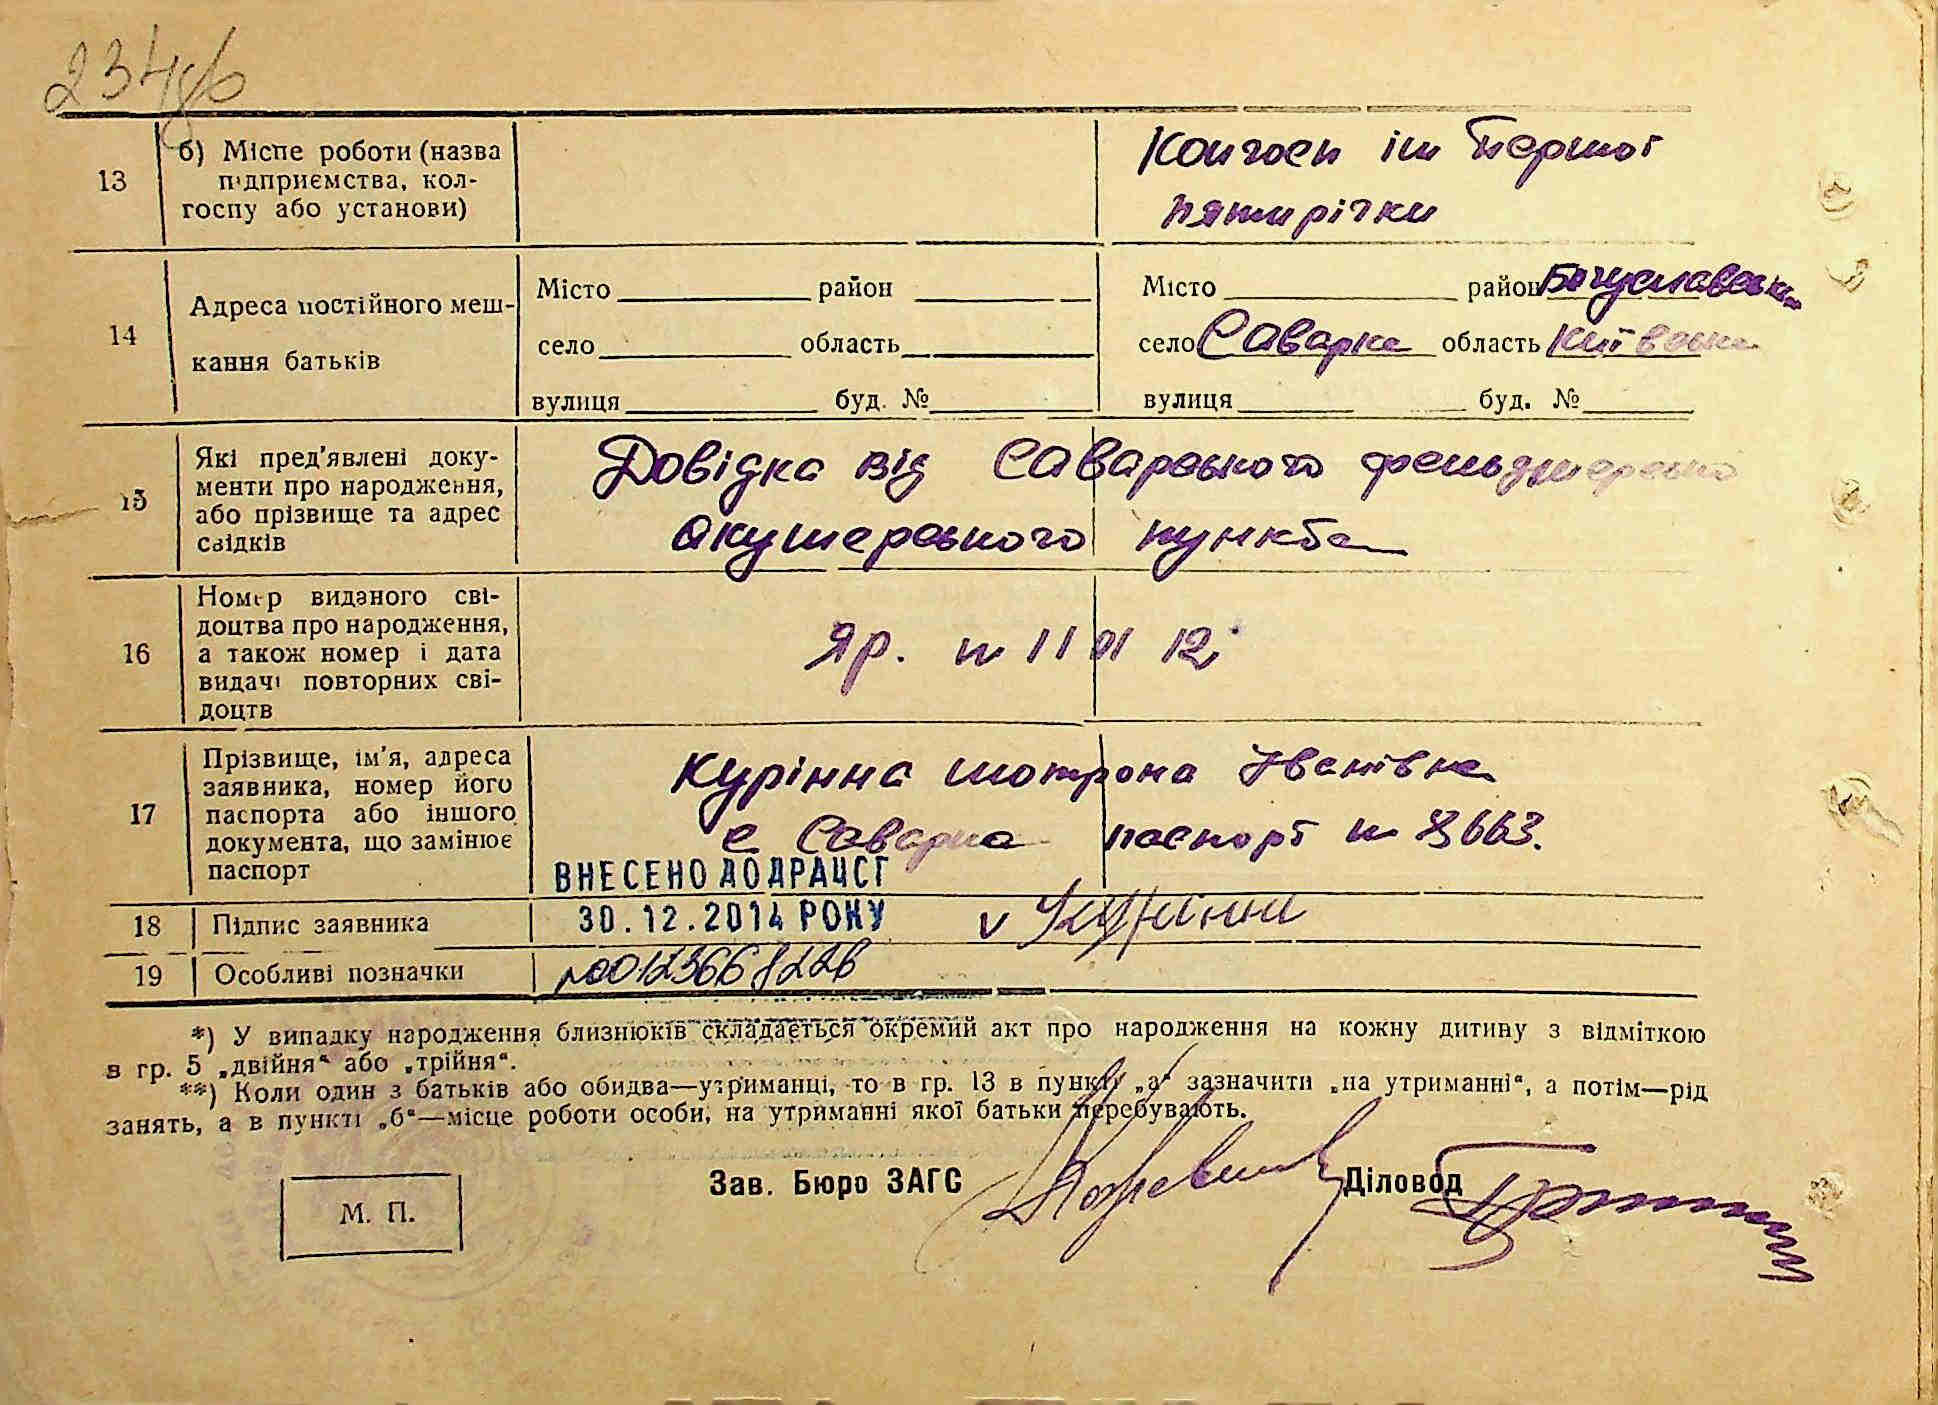 234зв
13
б) Місце роботи (назва
підприємства, кол-
госпу або установи)
Колгосп ім Першої
пятирічки
14
Адреса постійного меш-
кання батьків
Місто район
село область
вулиця буд. №
Місто район Богуславськи
село Саварка область Київська
вулиця буд. №
15
Які пред'явлені доку-
менти про народження,
або прізвище та адрес
свідків
Довідка від Саварського фельдшерсько
акушерського пункта
16
Номер виданого сві-
доцтва про народження,
а також номер і дата
видачі повторних сві-
доцтв
ЯР. №
17
Прізвище, ім'я, адреса
заявника, номер його
паспорта або іншого
документа, що замінює
паспорт
Курінна Мотрона Іванівна
с Саварка паспорт №
ВНЕСЕНО ДО ДРАЦСГ
18
Підпис заявника
30.12.2014 РОКУ
v Курінна
19
Особливі позначки
*) У випадку народження близнюків складається окремий акт про народження на кожну дитину з відміткою
в гр. 5 „двійня“ або „трійня“.
**) Коли один з батьків або обидва—утриманці, то в гр. 13 в пункті „а“ зазначити „на утриманні“, а потім—рід
занять, а в пункті „б“—місце роботи особи, на утриманні якої батьки перебувають.
Зав. Бюро ЗАГС
Діловод
М. П.